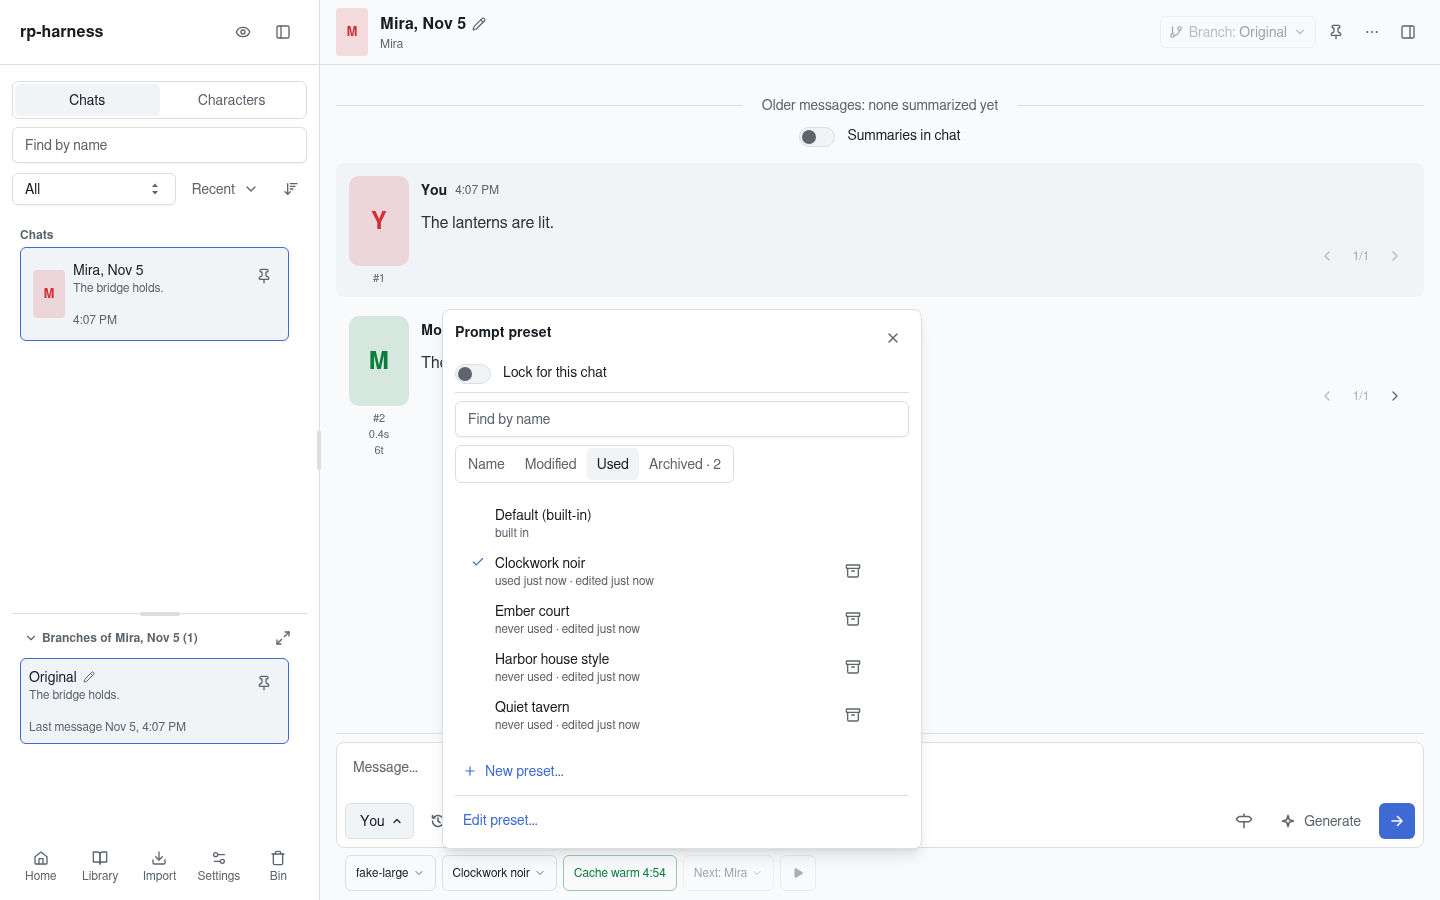 rp-harness
Chats
Characters
Find by name
All
Recent
Chats
M
Mira, Nov 5
The bridge holds.
4:07 PM
Branches of Mira, Nov 5 (1)
Original
The bridge holds.
Last message Nov 5, 4:07 PM
Home
Library
Import
Settings
Bin
M
Mira, Nov 5
Mira
Branch: Original
Older messages: none summarized yet
Summaries in chat
Y
You 4:07 PM
The lanterns are lit.
#1
1/1
M
Mo
The
#2
0.4s
6t
1/1
Prompt preset
Lock for this chat
Find by name
Name
Modified
Used
Archived · 2
Default (built-in)
built in
Clockwork noir
used just now · edited just now
Ember court
never used · edited just now
Harbor house style
never used · edited just now
Quiet tavern
never used · edited just now
New preset...
Edit preset...
Message...
You
Generate
fake-large
Clockwork noir
Cache warm 4:54
Next: Mira